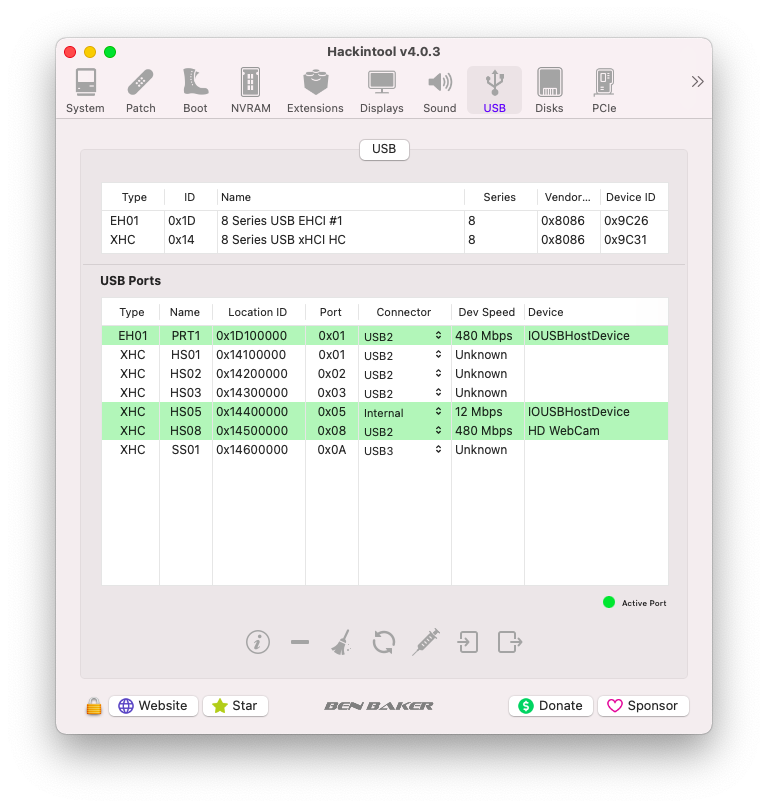 Hackintool v4.0.3
System Patch Boot NVRAM Extensions Displays Sound USB Disks PCIe
USB
Type ID Name Series Vendor... Device ID
EH01 0x1D 8 Series USB EHCI #1 8 0x8086 0x9C26
XHC 0x14 8 Series USB xHCI HC 8 0x8086 0x9C31
USB Ports
Type Name Location ID Port Connector Dev Speed Device
EH01 PRT1 0x1D100000 0x01 USB2 480 Mbps IOUSBHostDevice
XHC HS01 0x14100000 0x01 USB2 Unknown
XHC HS02 0x14200000 0x02 USB2 Unknown
XHC HS03 0x14300000 0x03 USB2 Unknown
XHC HS05 0x14400000 0x05 Internal 12 Mbps IOUSBHostDevice
XHC HS08 0x14500000 0x08 USB2 480 Mbps HD WebCam
XHC SS01 0x14600000 0x0A USB3 Unknown
Active Port
Website Star BEN BAKER Donate Sponsor